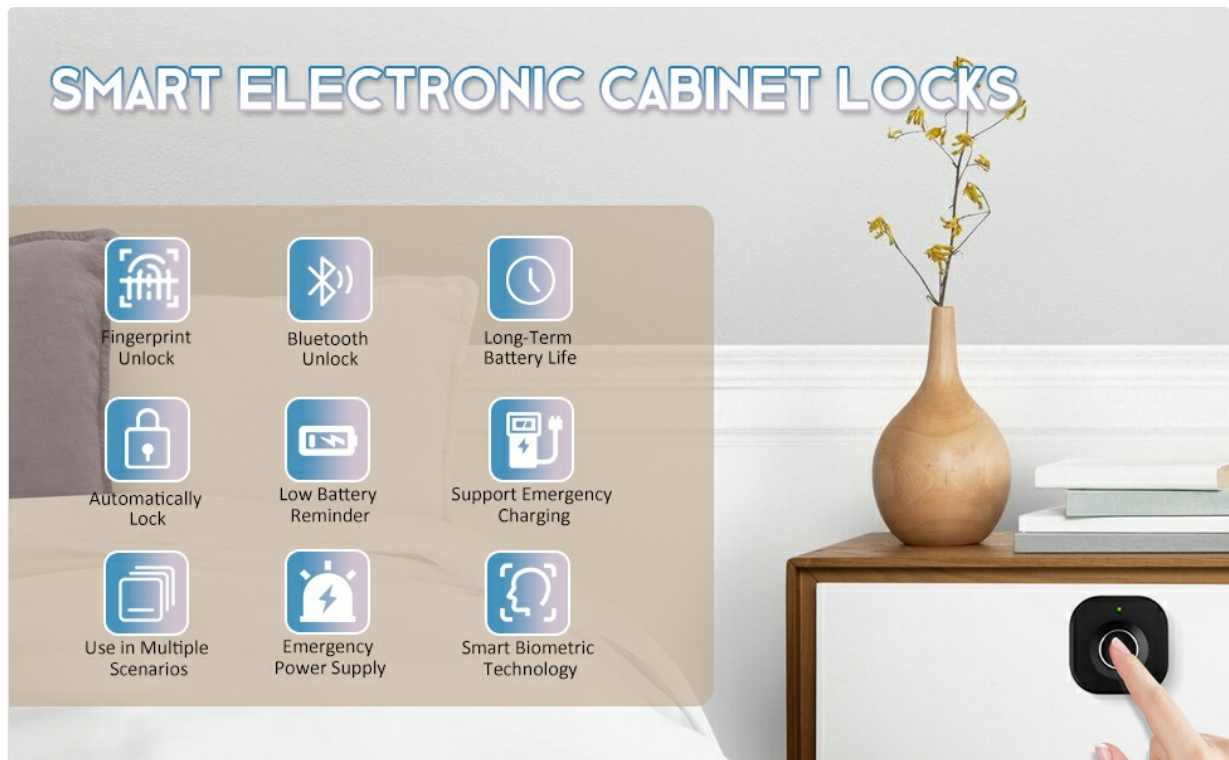 SMART ELECTRONIC CABINET LOCKS
Fingerprint
Unlock
Bluetooth
Unlock
Long-Term
Battery Life
Automatically
Lock
Low Battery
Reminder
Support Emergency
Charging
Use in Multiple
Scenarios
Emergency
Power Supply
Smart Biometric
Technology